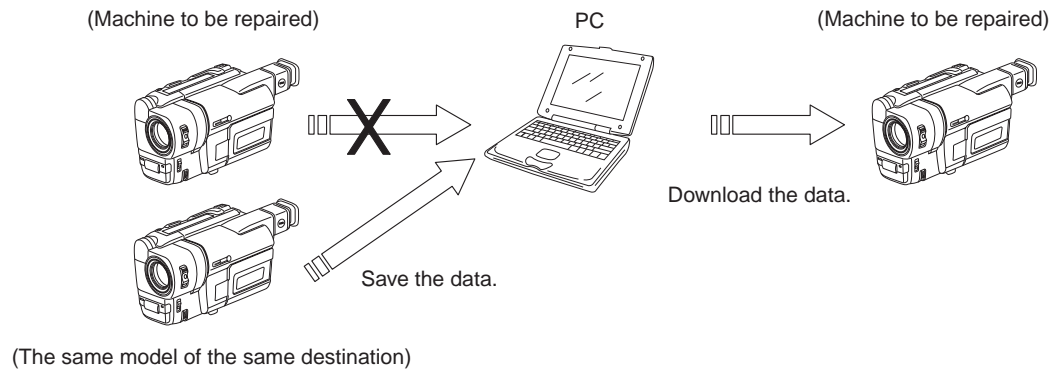 (Machine to be repaired)
PC
(Machine to be repaired)
X
Download the data.
Save the data.
(The same model of the same destination)